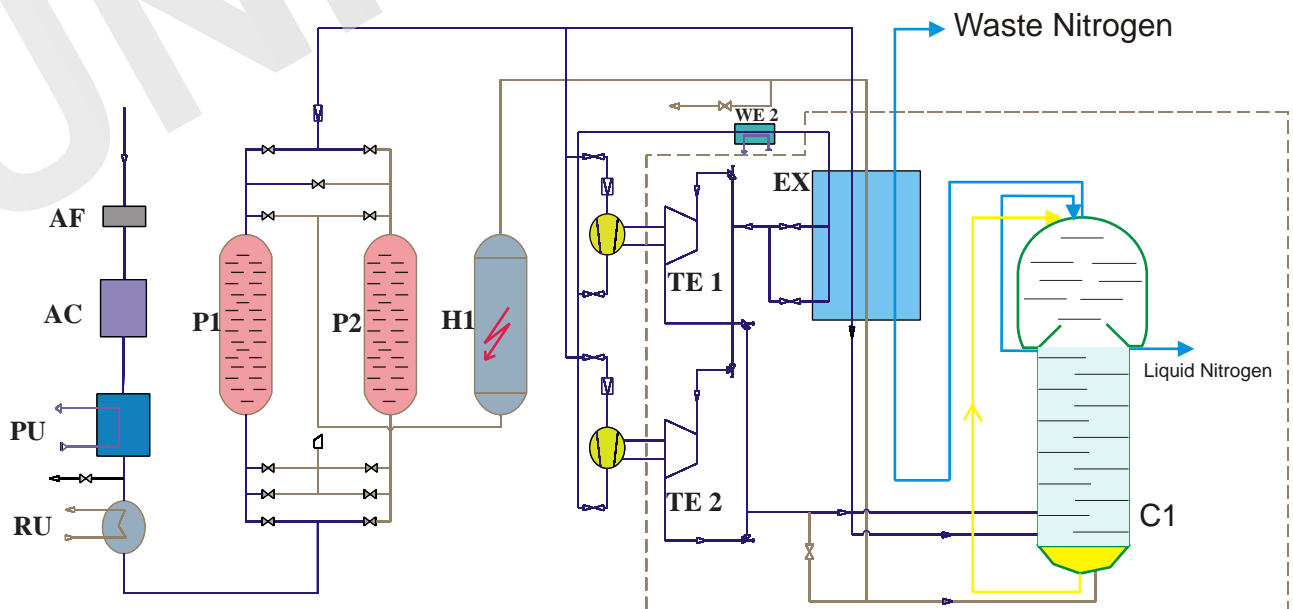 UNI
Waste Nitrogen
WE 2
EX
AF
AC
P1
P2
H1
TE 1
Liquid Nitrogen
PU
TE 2
C1
RU